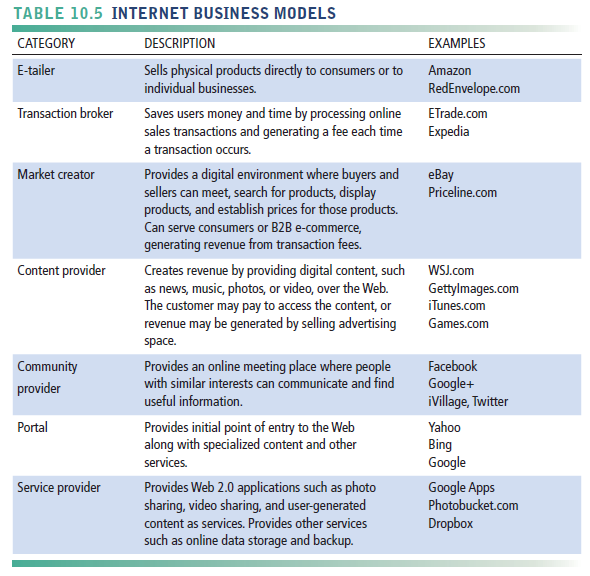 TABLE 10.5 INTERNET BUSINESS MODELS
CATEGORY DESCRIPTION EXAMPLES
E-tailer Sells physical products directly to consumers or to Amazon
individual businesses. RedEnvelope.com
Transaction broker Saves users money and time by processing online ETrade.com
sales transactions and generating a fee each time Expedia
a transaction occurs.
Market creator Provides a digital environment where buyers and eBay
sellers can meet, search for products, display Priceline.com
products, and establish prices for those products.
Can serve consumers or B2B e-commerce,
generating revenue from transaction fees.
Content provider Creates revenue by providing digital content, such WSJ.com
as news, music, photos, or video, over the Web. GettyImages.com
The customer may pay to access the content, or iTunes.com
revenue may be generated by selling advertising Games.com
space.
Community Provides an online meeting place where people Facebook
provider with similar interests can communicate and find Google+
useful information. iVillage, Twitter
Portal Provides initial point of entry to the Web Yahoo
along with specialized content and other Bing
services. Google
Service provider Provides Web 2.0 applications such as photo Google Apps
sharing, video sharing, and user-generated Photobucket.com
content as services. Provides other services Dropbox
such as online data storage and backup.